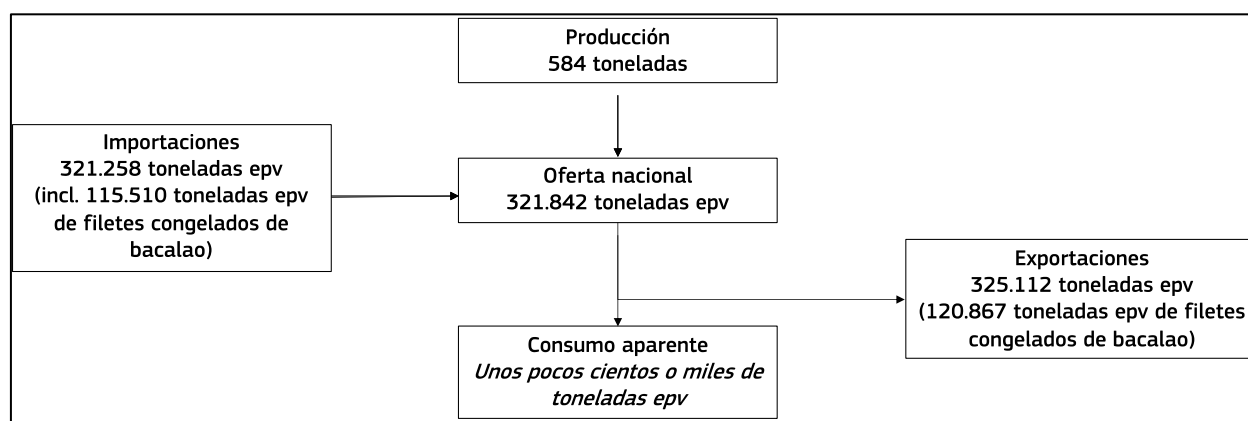 Producción
584 toneladas
Importaciones
321.258 toneladas epv
(incl. 115.510 toneladas epv
de filetes congelados de
bacalao)
Oferta nacional
321.842 toneladas epv
Exportaciones
325.112 toneladas epv
(120.867 toneladas epv de filetes
congelados de bacalao)
Consumo aparente
Unos pocos cientos o miles de
toneladas epv